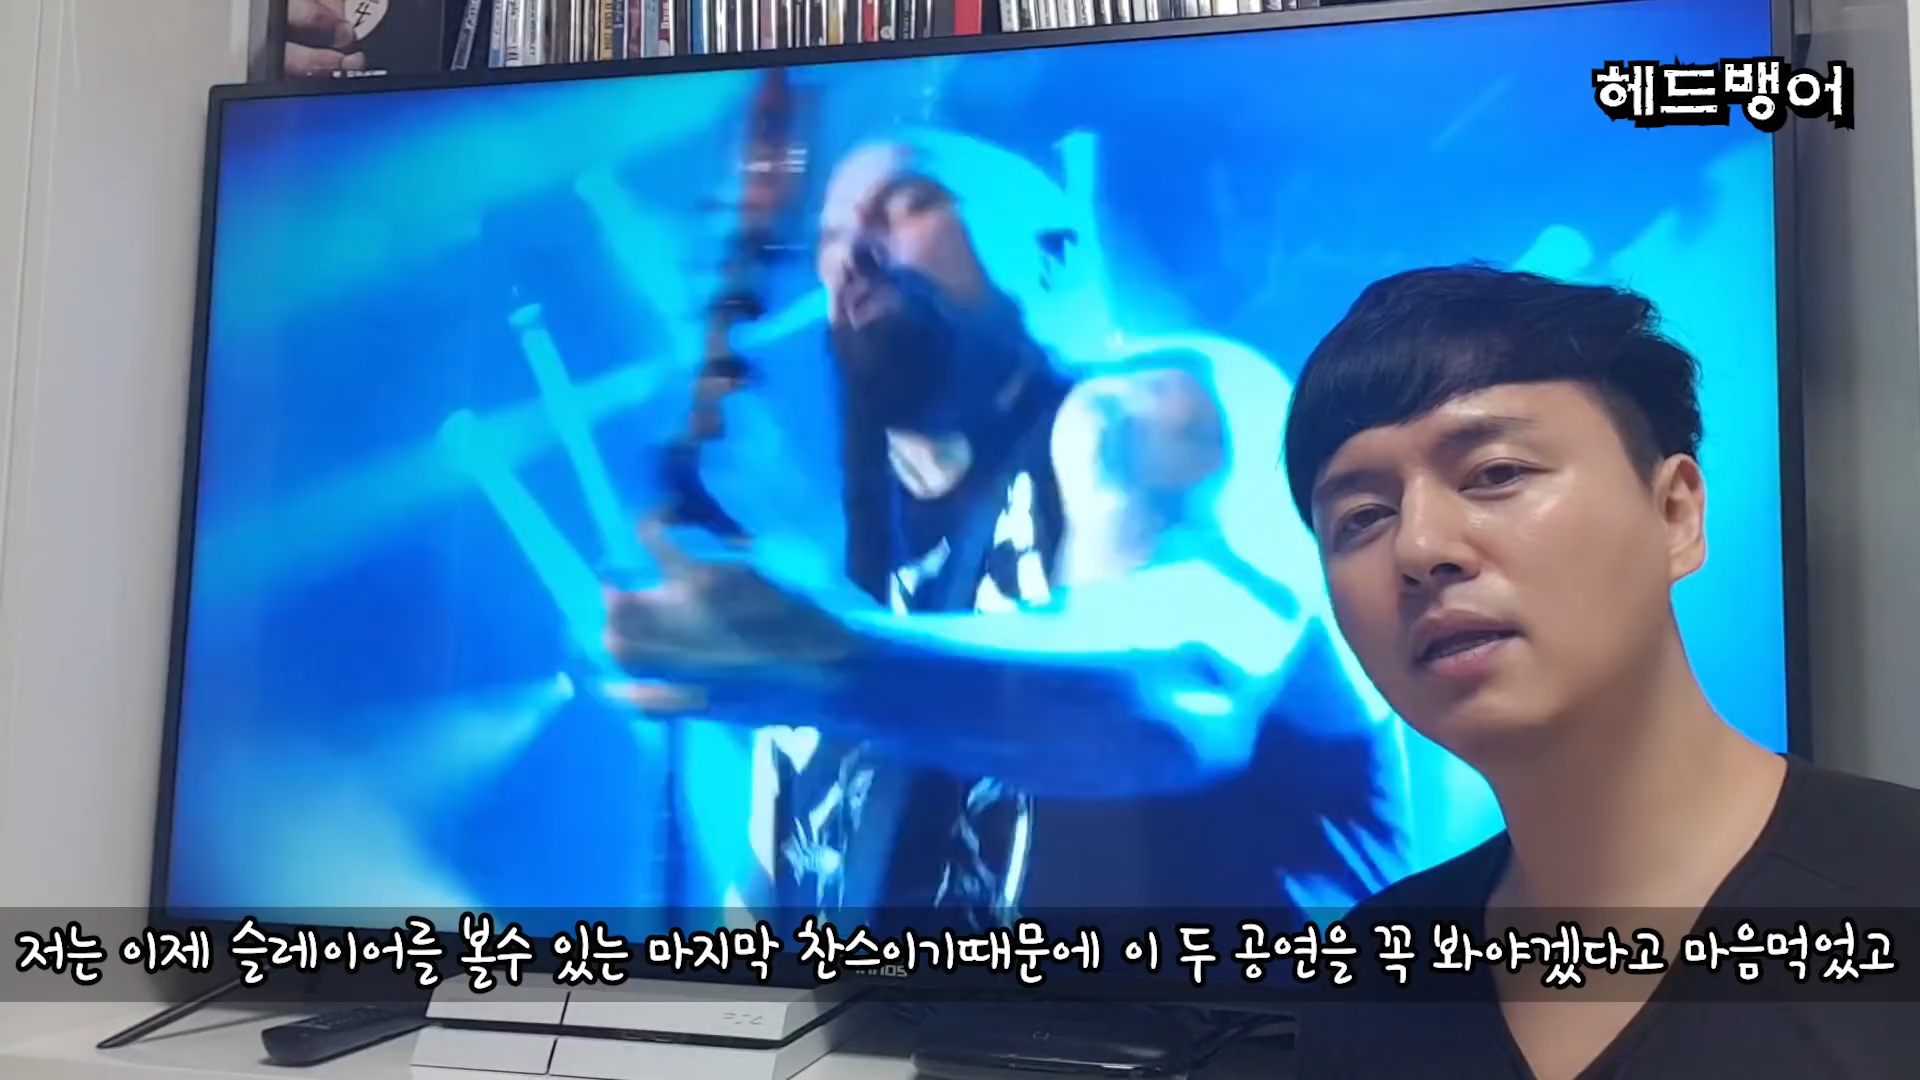 헤드뱅어
저는 이제 슬레이어를 볼수 있는 마지막 찬스이기때문에 이 두 공연을 꼭 봐야겠다고 마음먹었고